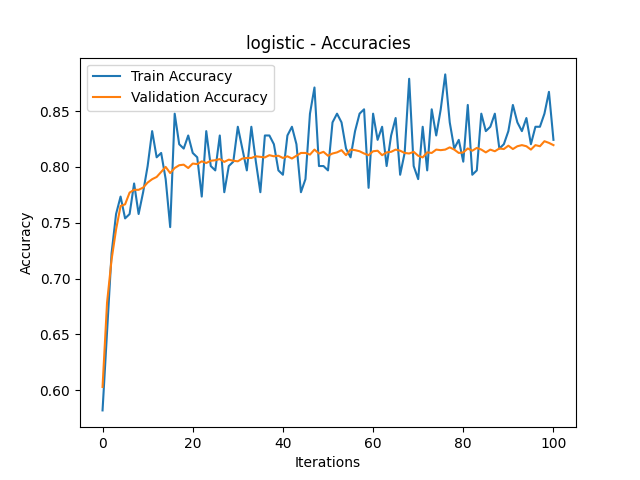 logistic - Accuracies
Train Accuracy
Validation Accuracy
Accuracy
0.85
0.80
0.75
0.70
0.65
0.60
0
20
40
60
80
100
Iterations